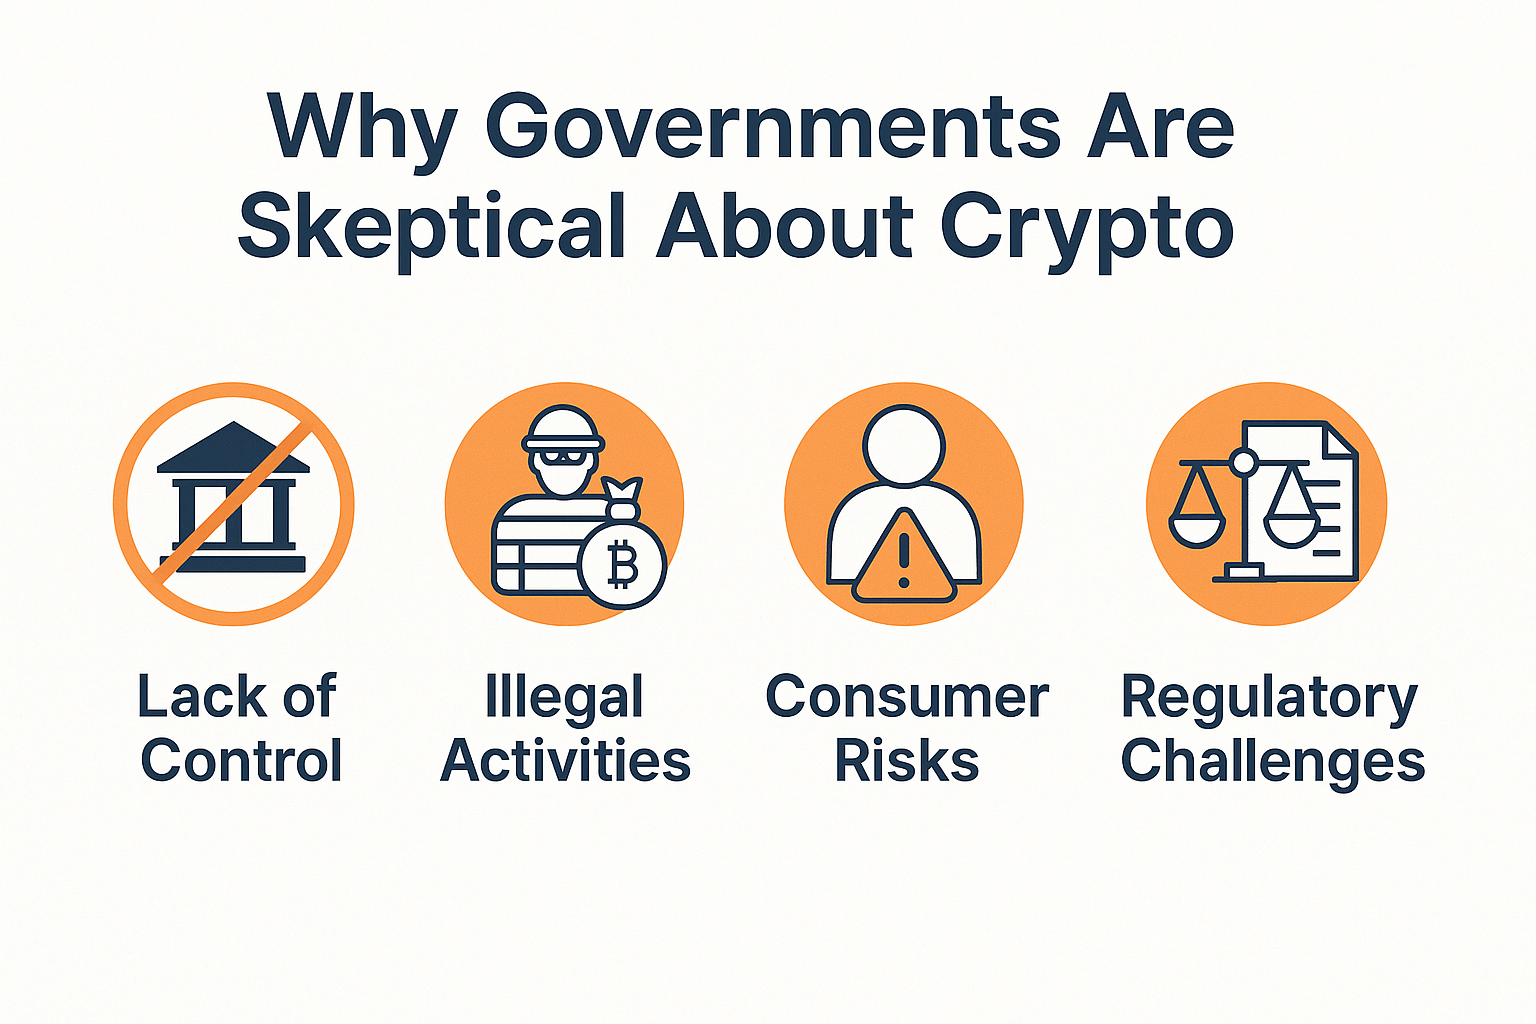 Why Governments Are
Skeptical About Crypto
Lack of
Control
Illegal
Activities
Consumer
Risks
Regulatory
Challenges